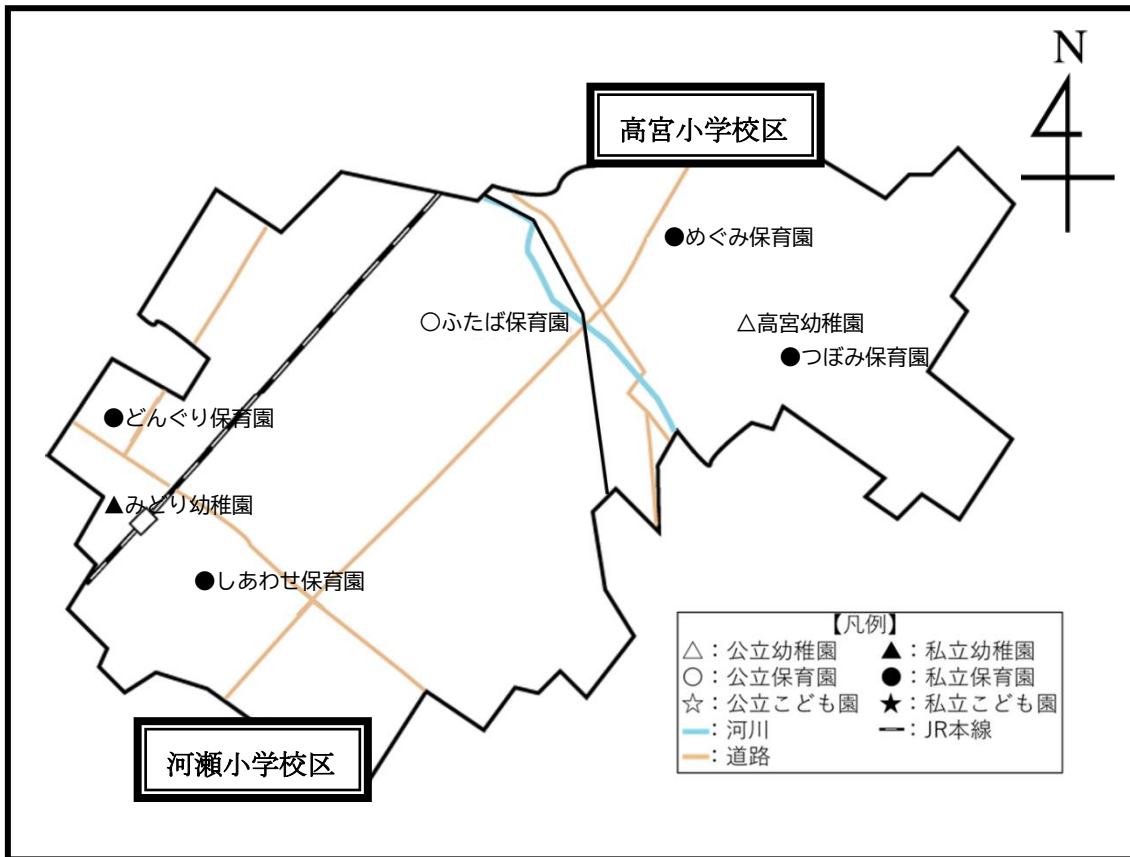 N
高宮小学校区
●めぐみ保育園
○ふたば保育園
△高宮幼稚園
●つぼみ保育園
●どんぐり保育園
▲みどり幼稚園
●しあわせ保育園
河瀬小学校区
【凡例】
△：公立幼稚園 ▲：私立幼稚園
○：公立保育園 ●：私立保育園
☆：公立こども園 ★：私立こども園
：河川 ：JR本線
：道路